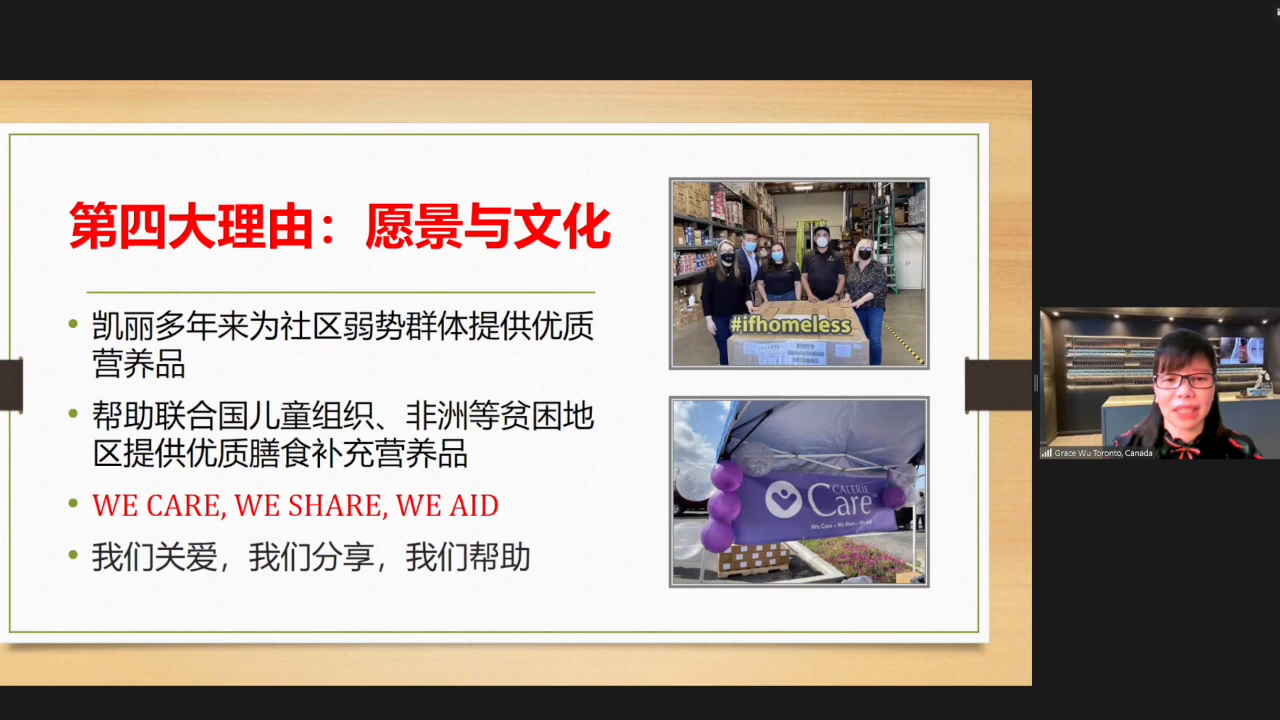 第四大理由：愿景与文化
凯丽多年来为社区弱势群体提供优质
营养品
帮助联合国儿童组织、非洲等贫困地
区提供优质膳食补充营养品
WE CARE, WE SHARE, WE AID
我们关爱，我们分享，我们帮助
#ifhomeless
CALERIE
Care
We Care • We Share • We Aid
Grace Wu Toronto, Canada